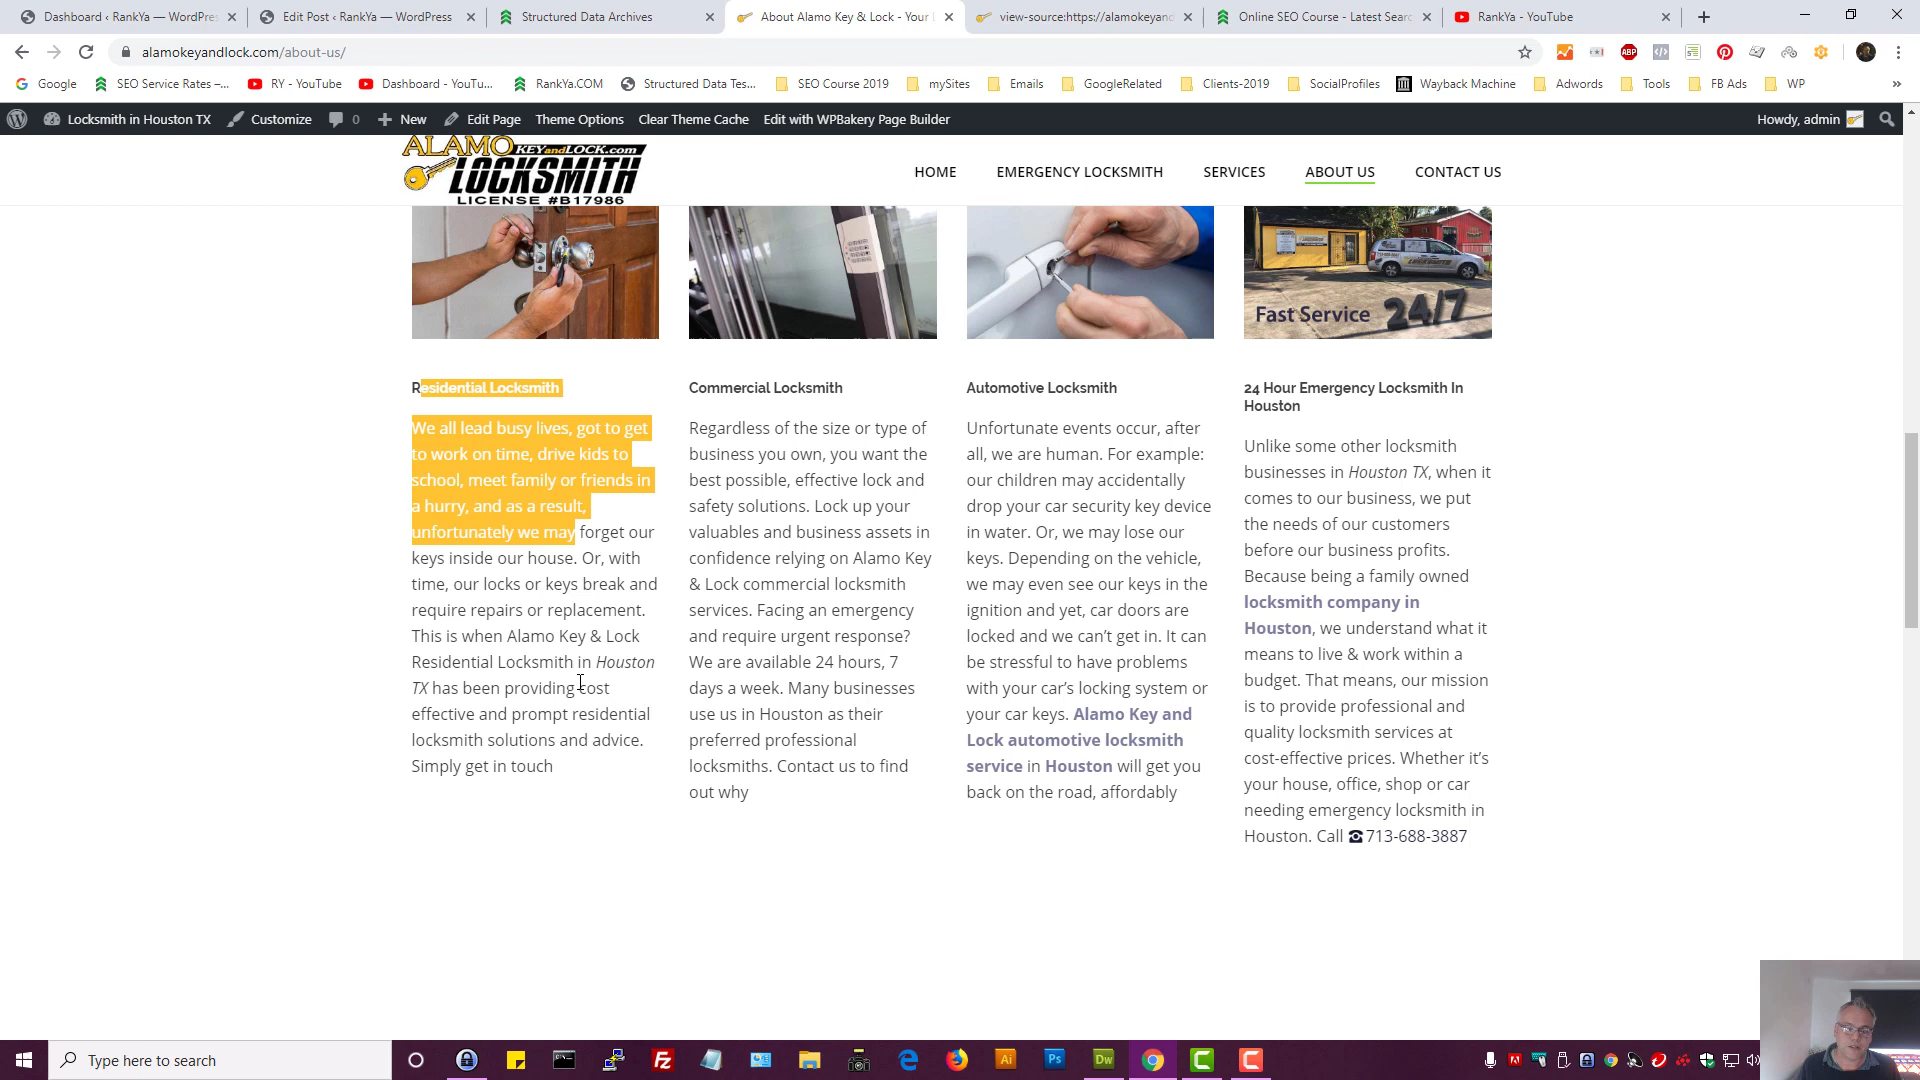 Dashboard ‹ RankYa — WordPre
Edit Post ‹ RankYa — WordPress
Structured Data Archives
About Alamo Key & Lock - Your
view-source:https://alamokeyand
Online SEO Course - Latest Searc
RankYa - YouTube
alamokeyandlock.com/about-us/
ABP
Google
SEO Service Rates –...
RY - YouTube
Dashboard - YouTu...
RankYa.COM
Structured Data Tes...
SEO Course 2019
mySites
Emails
GoogleRelated
Clients-2019
SocialProfiles
Wayback Machine
Adwords
Tools
FB Ads
WP
»
Locksmith in Houston TX
Customize
0
New
Edit Page
Theme Options
Clear Theme Cache
Edit with WPBakery Page Builder
Howdy, admin
ALAMO KEYandLOCK.com
LOCKSMITH
LICENSE #B17986
HOME
EMERGENCY LOCKSMITH
SERVICES
ABOUT US
CONTACT US
Fast Service 24/7
Residential Locksmith
We all lead busy lives, got to get
to work on time, drive kids to
school, meet family or friends in
a hurry, and as a result,
unfortunately we may forget our
keys inside our house. Or, with
time, our locks or keys break and
require repairs or replacement.
This is when Alamo Key & Lock
Residential Locksmith in Houston
TX has been providing cost
effective and prompt residential
locksmith solutions and advice.
Simply get in touch
Commercial Locksmith
Regardless of the size or type of
business you own, you want the
best possible, effective lock and
safety solutions. Lock up your
valuables and business assets in
confidence relying on Alamo Key
& Lock commercial locksmith
services. Facing an emergency
and require urgent response?
We are available 24 hours, 7
days a week. Many businesses
use us in Houston as their
preferred professional
locksmiths. Contact us to find
out why
Automotive Locksmith
Unfortunate events occur, after
all, we are human. For example:
our children may accidentally
drop your car security key device
in water. Or, we may lose our
keys. Depending on the vehicle,
we may even see our keys in the
ignition and yet, car doors are
locked and we can’t get in. It can
be stressful to have problems
with your car’s locking system or
your car keys. Alamo Key and
Lock automotive locksmith
service in Houston will get you
back on the road, affordably
24 Hour Emergency Locksmith In
Houston
Unlike some other locksmith
businesses in Houston TX, when it
comes to our business, we put
the needs of our customers
before our business profits.
Because being a family owned
locksmith company in
Houston, we understand what it
means to live & work within a
budget. That means, our mission
is to provide professional and
quality locksmith services at
cost-effective prices. Whether it’s
your house, office, shop or car
needing emergency locksmith in
Houston. Call ☎ 713-688-3887
Type here to search
Fz
Ai
Ps
Dw